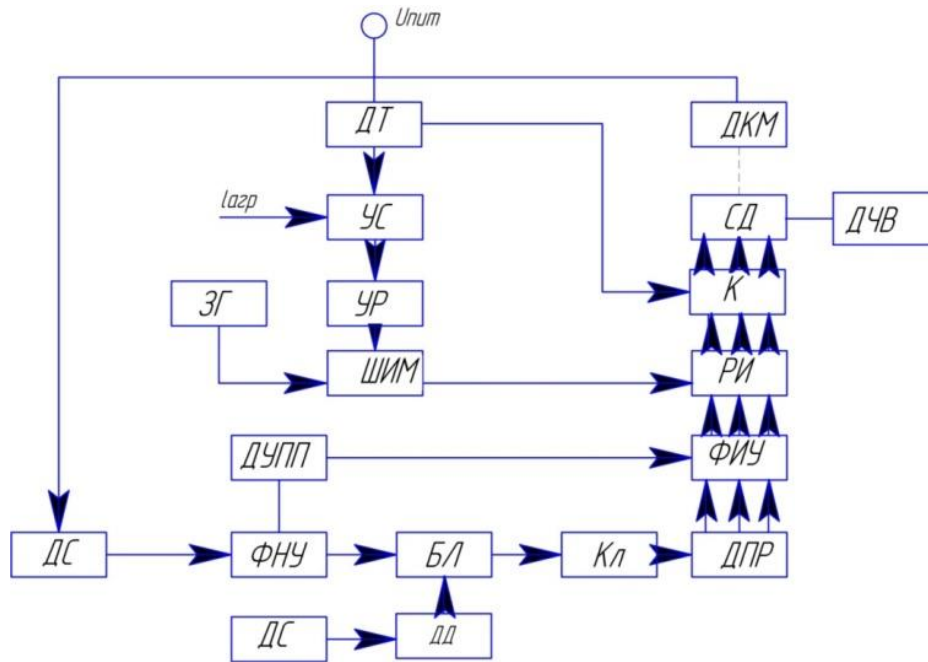 Uпит
ДТ
ДКМ
Iагр
УС
СД
ДЧВ
ЗГ
УР
К
ШИМ
РИ
ДУПП
ФИУ
ДС
ФНУ
БЛ
Кл
ДПР
ДС
ДД